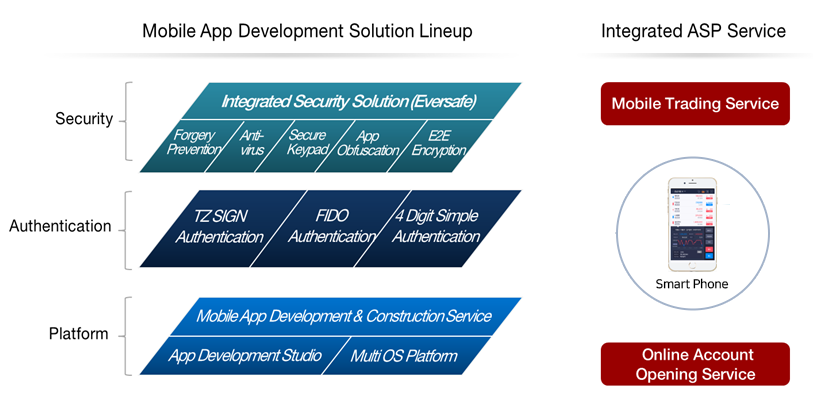 Mobile App Development Solution Lineup
Integrated ASP Service
Security
Integrated Security Solution (Eversafe)
Forgery
Prevention
Anti-
virus
Secure
Keypad
App
Obfuscation
E2E
Encryption
Authentication
TZ SIGN
Authentication
FIDO
Authentication
4 Digit Simple
Authentication
Platform
Mobile App Development & Construction Service
App Development Studio
Multi OS Platform
Mobile Trading Service
Smart Phone
Online Account
Opening Service